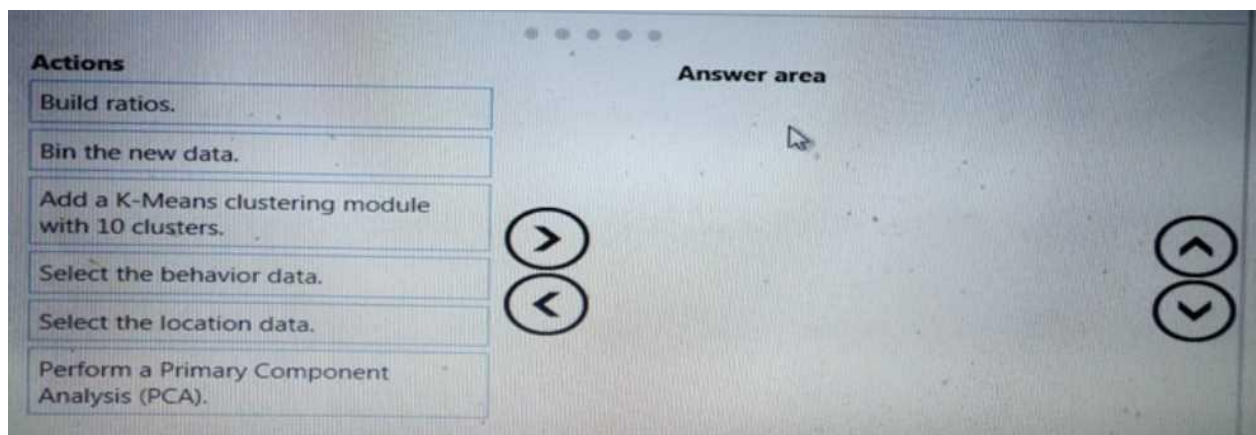 Actions
Answer area
Build ratios.
Bin the new data.
Add a K-Means clustering module
with 10 clusters.
Select the behavior data.
Select the location data.
Perform a Primary Component
Analysis (PCA).